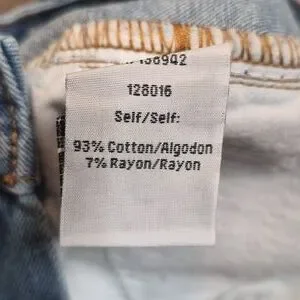 128016
Self/Self:
93% Cotton/Algodon
7% Rayon/Rayon